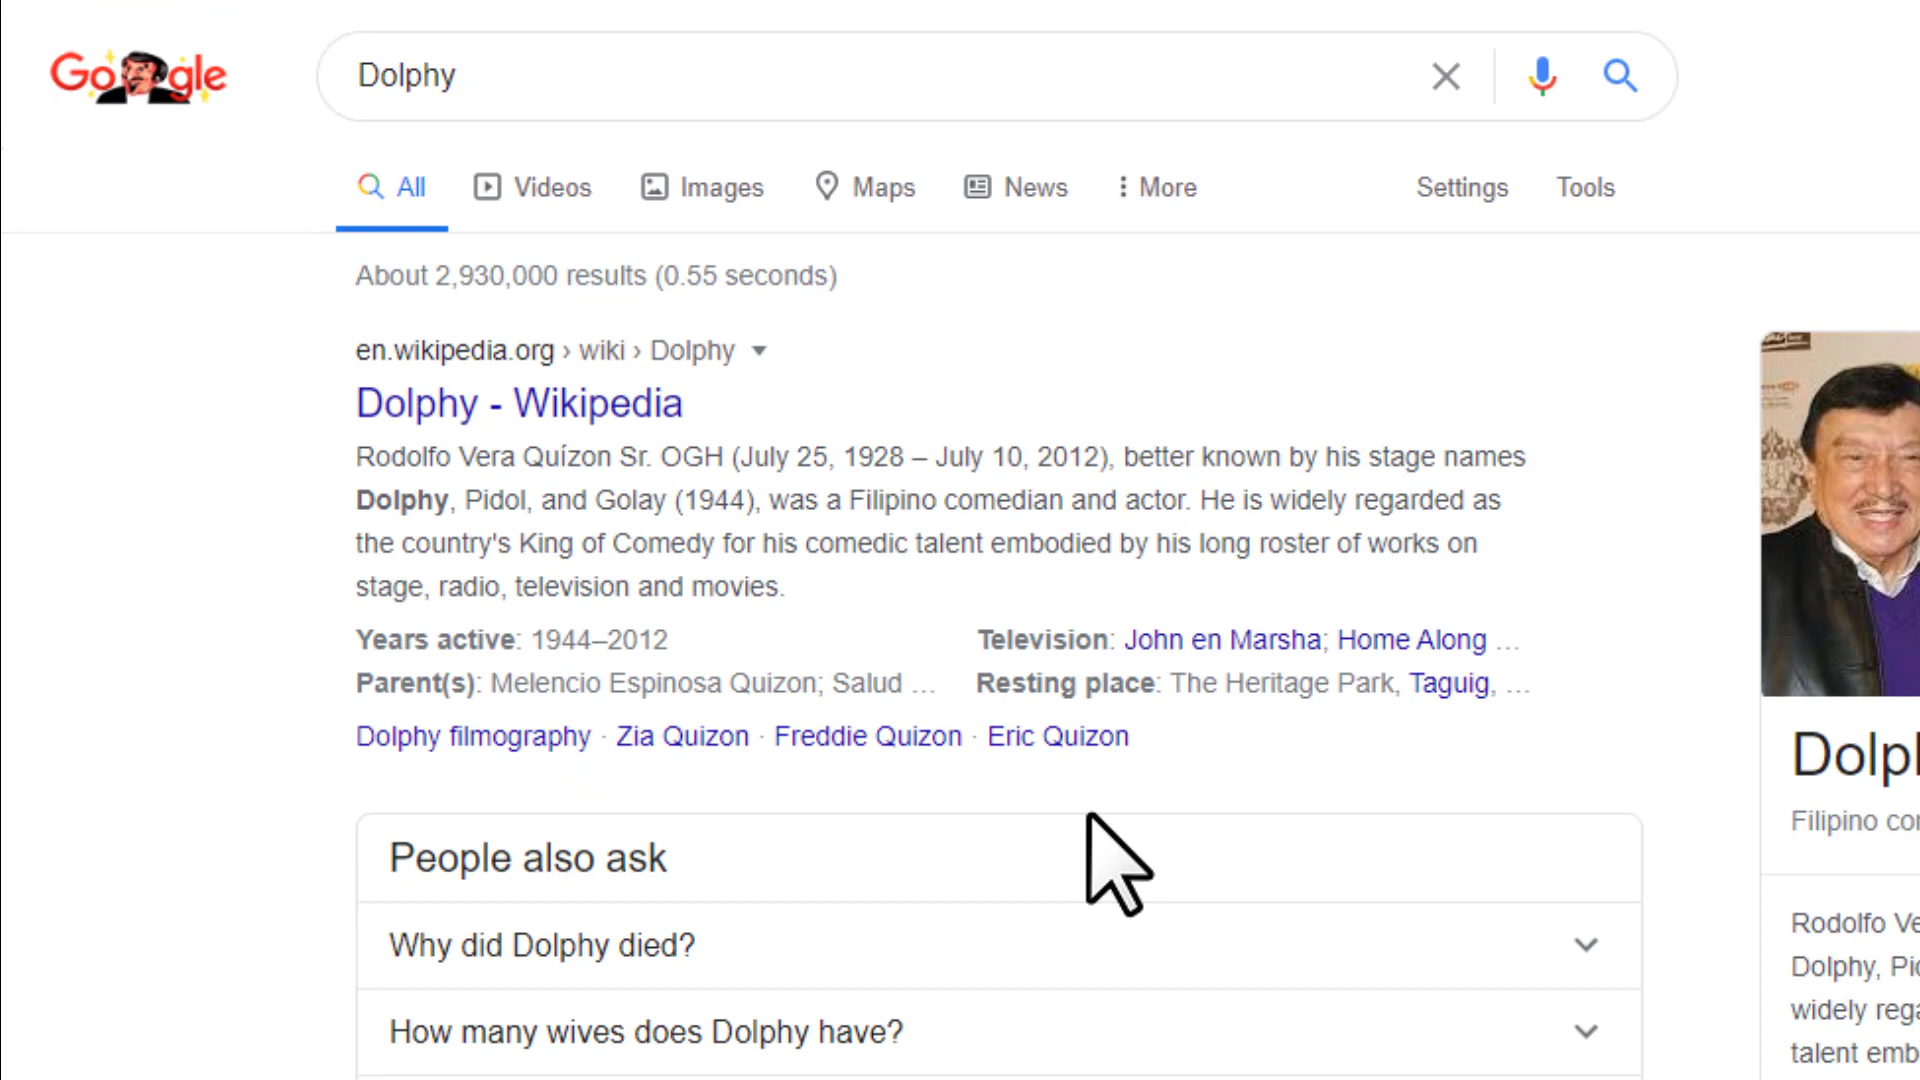 Google
Dolphy
All Videos Images Maps News More Settings Tools
About 2,930,000 results (0.55 seconds)
en.wikipedia.org › wiki › Dolphy
Dolphy - Wikipedia
Rodolfo Vera Quízon Sr. OGH (July 25, 1928 – July 10, 2012), better known by his stage names
Dolphy, Pidol, and Golay (1944), was a Filipino comedian and actor. He is widely regarded as
the country's King of Comedy for his comedic talent embodied by his long roster of works on
stage, radio, television and movies.
Years active: 1944–2012
Television: John en Marsha; Home Along ...
Parent(s): Melencio Espinosa Quizon; Salud ...
Resting place: The Heritage Park, Taguig, ...
Dolphy filmography · Zia Quizon · Freddie Quizon · Eric Quizon
People also ask
Why did Dolphy died?
How many wives does Dolphy have?
Dolph
Filipino co
Rodolfo Ve
Dolphy, Pid
widely rega
talent emb